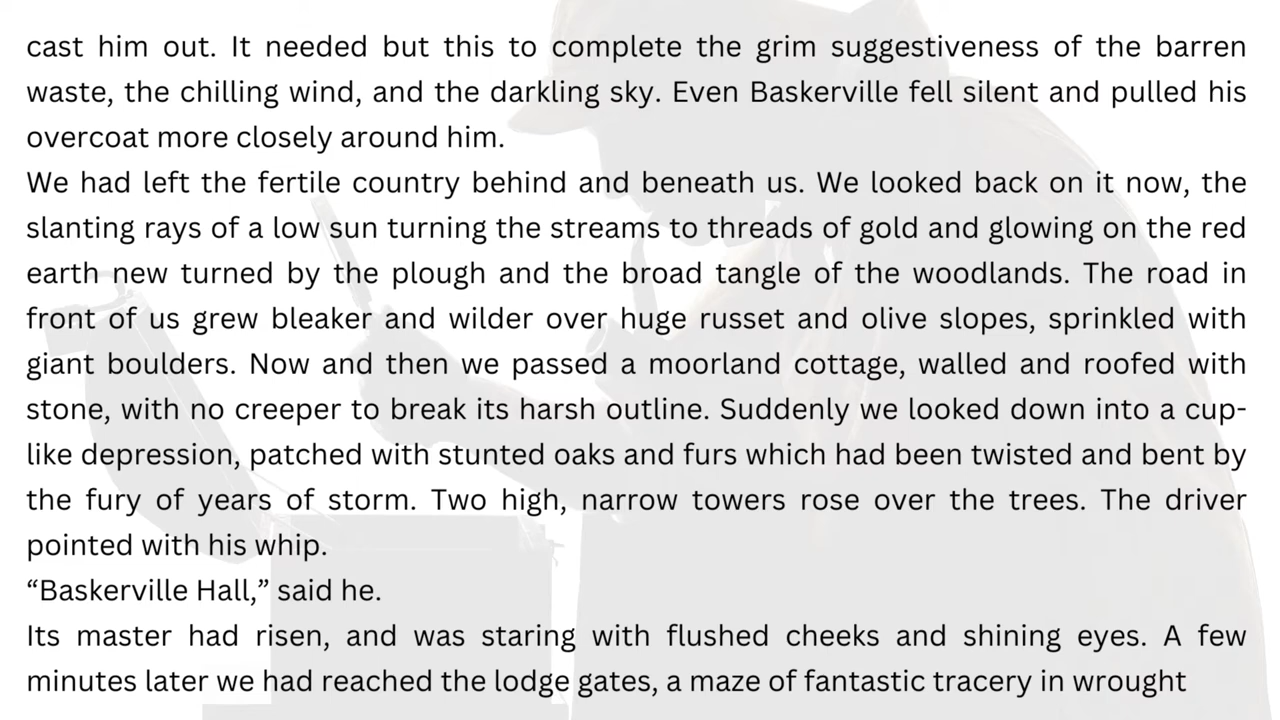 cast him out. It needed but this to complete the grim suggestiveness of the barren
waste, the chilling wind, and the darkling sky. Even Baskerville fell silent and pulled his
overcoat more closely around him.
We had left the fertile country behind and beneath us. We looked back on it now, the
slanting rays of a low sun turning the streams to threads of gold and glowing on the red
earth new turned by the plough and the broad tangle of the woodlands. The road in
front of us grew bleaker and wilder over huge russet and olive slopes, sprinkled with
giant boulders. Now and then we passed a moorland cottage, walled and roofed with
stone, with no creeper to break its harsh outline. Suddenly we looked down into a cup-
like depression, patched with stunted oaks and furs which had been twisted and bent by
the fury of years of storm. Two high, narrow towers rose over the trees. The driver
pointed with his whip.
“Baskerville Hall,” said he.
Its master had risen, and was staring with flushed cheeks and shining eyes. A few
minutes later we had reached the lodge gates, a maze of fantastic tracery in wrought